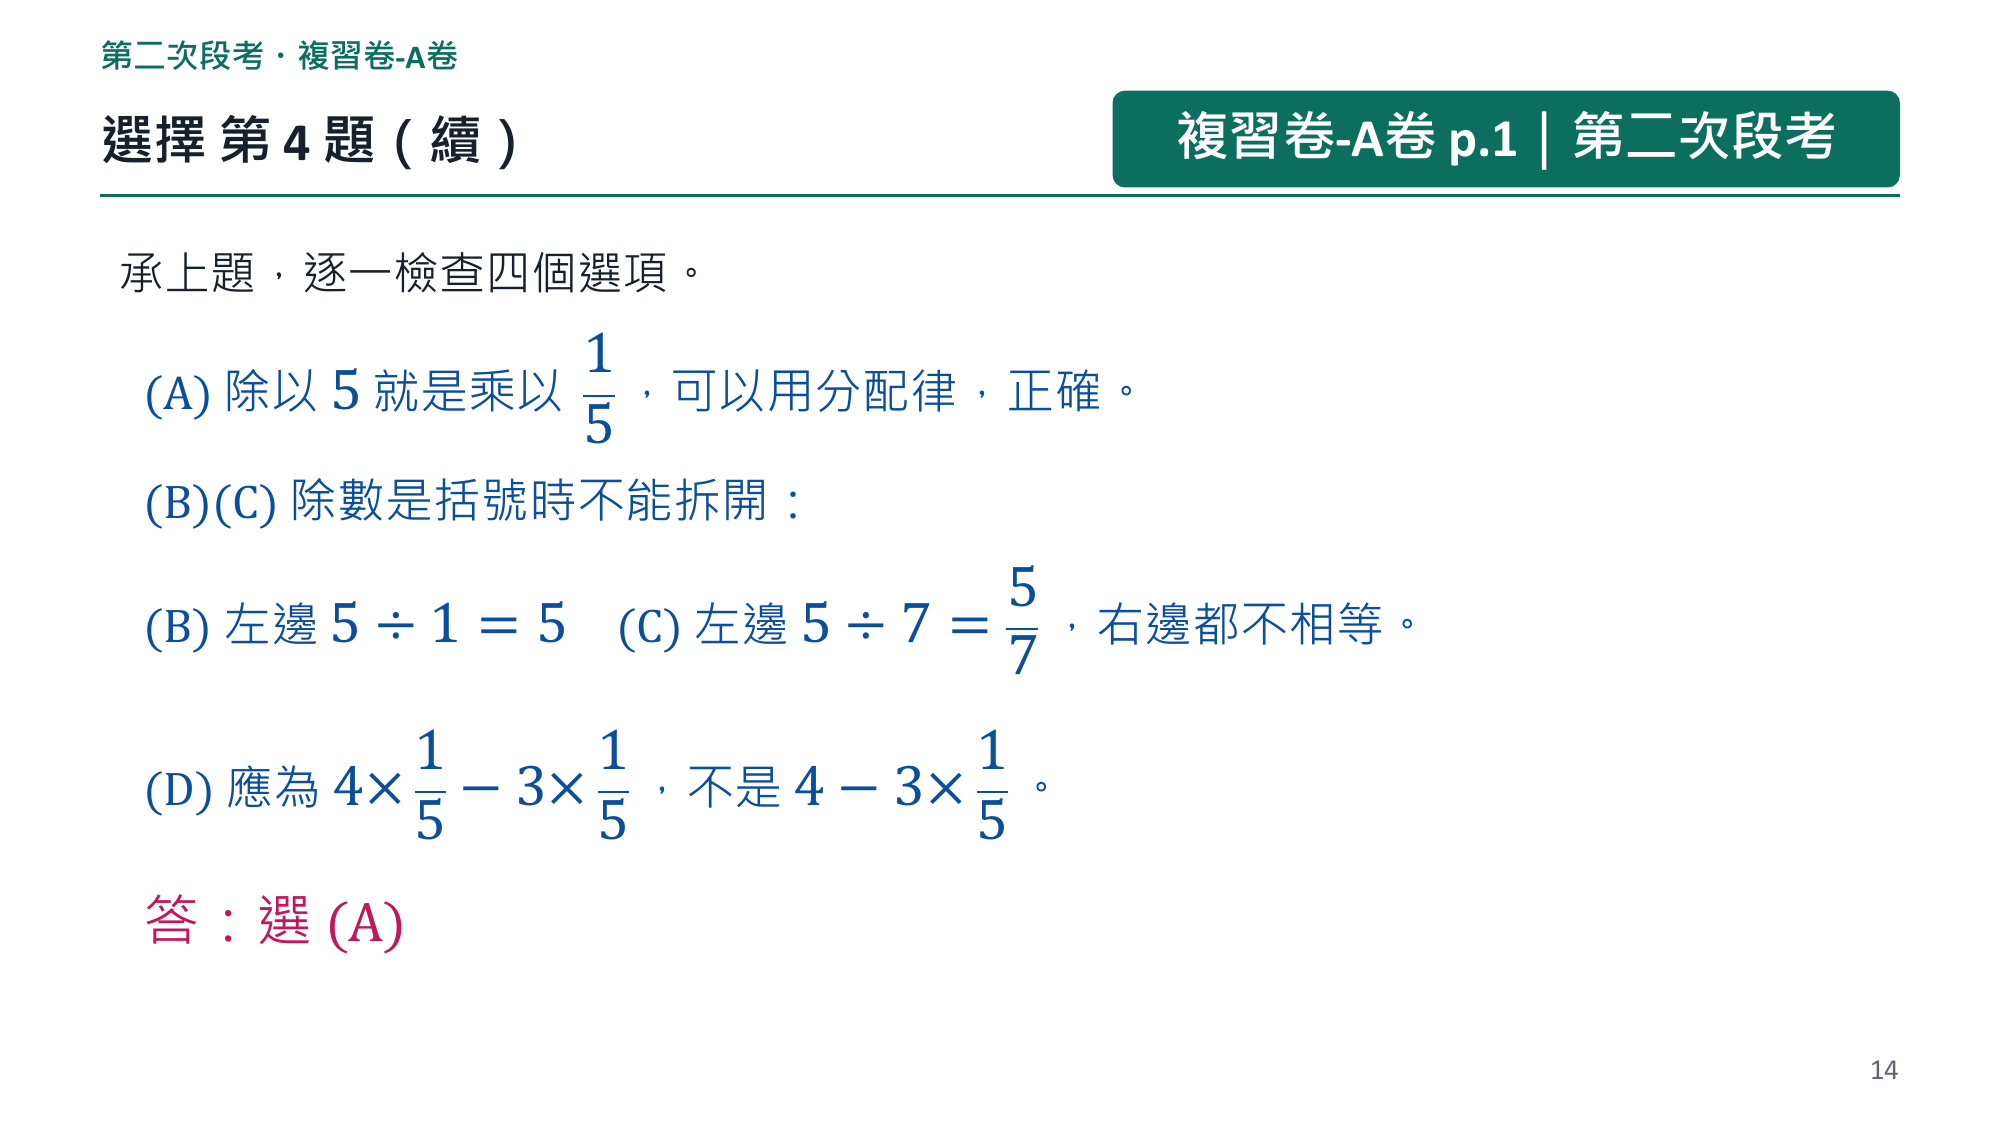 第二次段考・複習卷-A卷
選擇 第 4 題（續）
複習卷-A卷 p.1｜第二次段考
承上題，逐一檢查四個選項。
(A) 除以 5 就是乘以 1/5，可以用分配律，正確。
(B)(C) 除數是括號時不能拆開：
(B) 左邊 5 ÷ 1 = 5 (C) 左邊 5 ÷ 7 = 5/7，右邊都不相等。
(D) 應為 4× 1/5 − 3× 1/5，不是 4 − 3× 1/5。
答：選 (A)
14